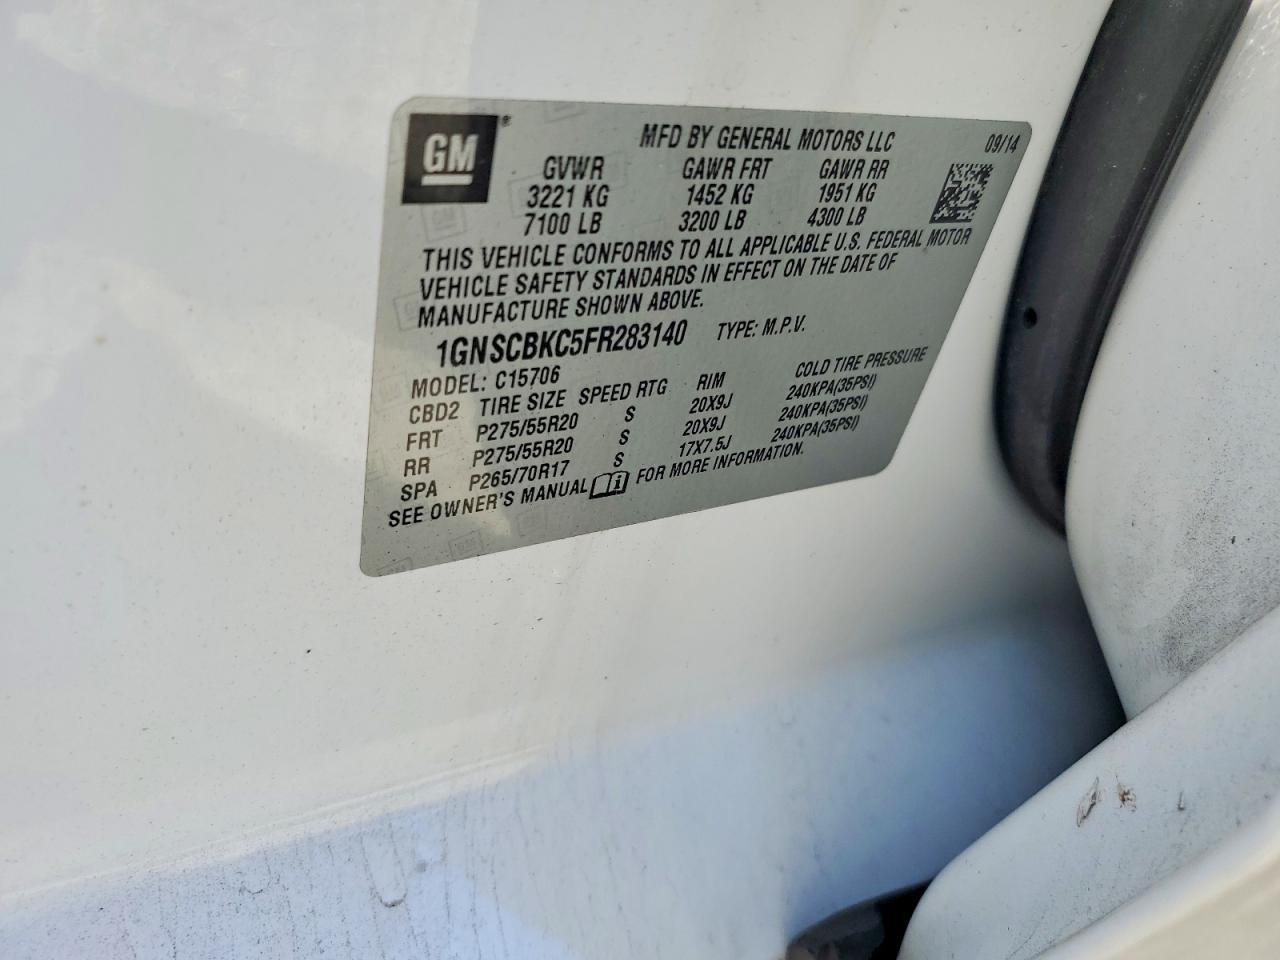 GM®
MFD BY GENERAL MOTORS LLC 09/14
GVWR GAWR FRT GAWR RR
3221 KG 1452 KG 1951 KG
7100 LB 3200 LB 4300 LB
THIS VEHICLE CONFORMS TO ALL APPLICABLE U.S. FEDERAL MOTOR
VEHICLE SAFETY STANDARDS IN EFFECT ON THE DATE OF
MANUFACTURE SHOWN ABOVE.
1GNSCBKC5FR283140 TYPE: M.P.V.
MODEL: C15706
CBD2 TIRE SIZE SPEED RTG RIM COLD TIRE PRESSURE
FRT P275/55R20 S 20X9J 240KPA(35PSI)
RR P275/55R20 S 20X9J 240KPA(35PSI)
SPA P265/70R17 S 17X7.5J 240KPA(35PSI)
SEE OWNER'S MANUAL FOR MORE INFORMATION.